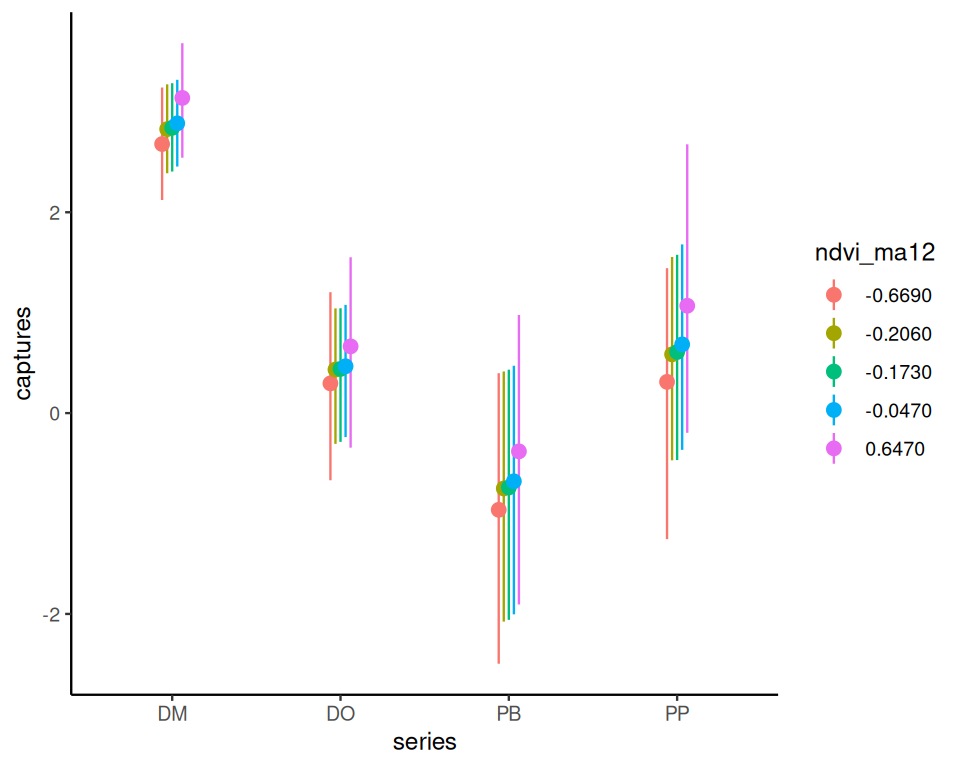 captures
2
0
-2
DM DO PB PP
series
ndvi_ma12
-0.6690
-0.2060
-0.1730
-0.0470
0.6470